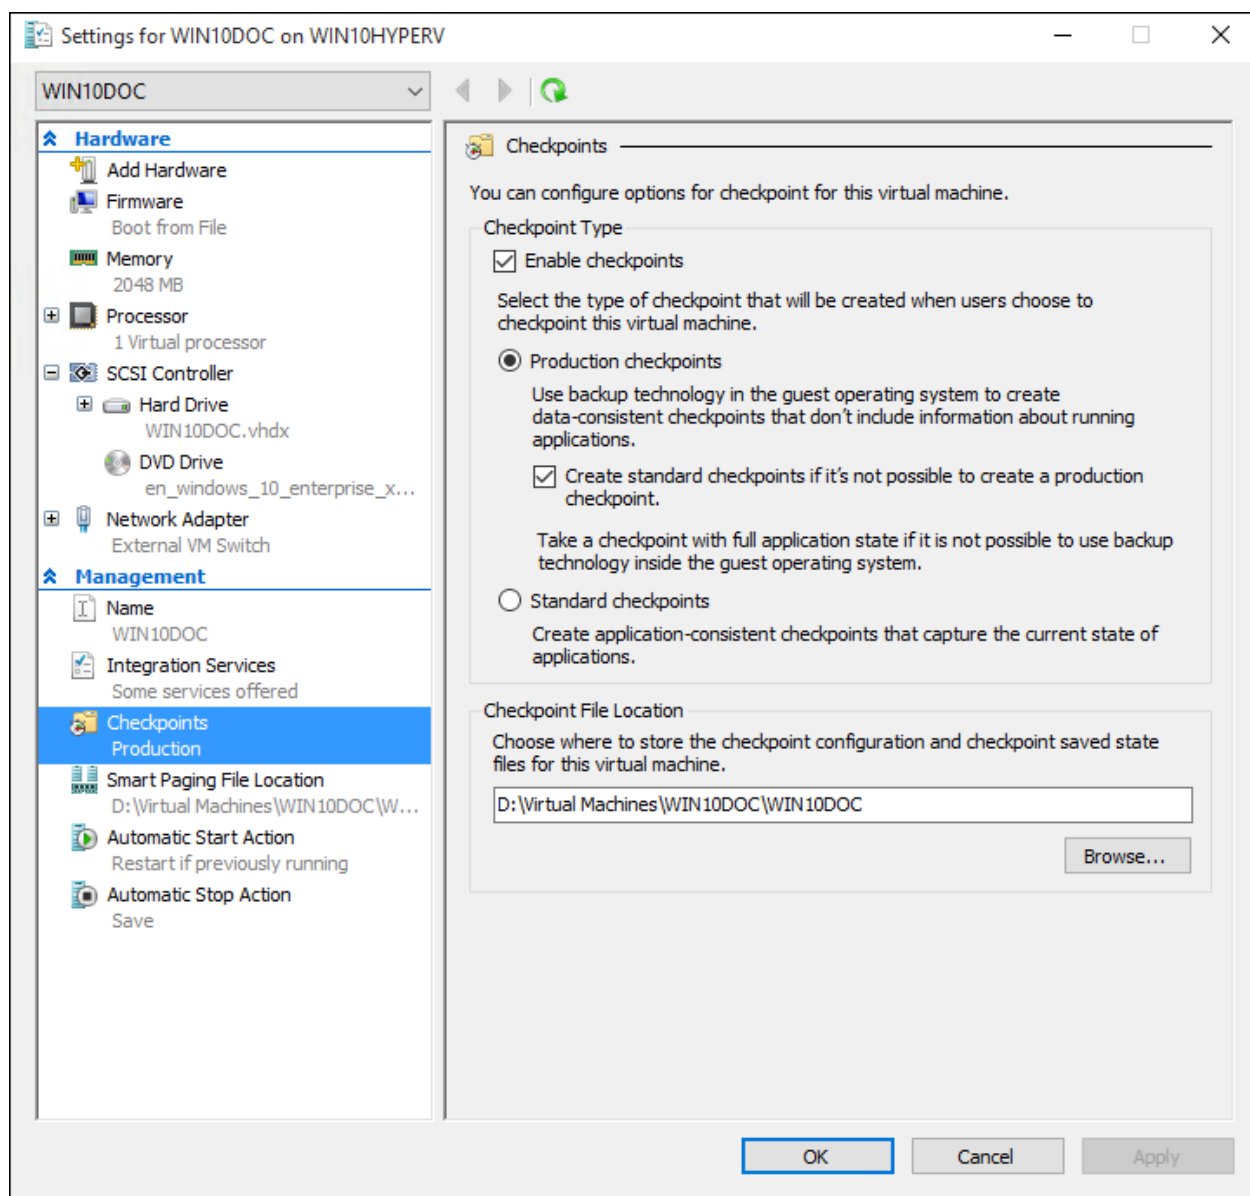 Settings for WIN10DOC on WIN10HYPERV
WIN10DOC
Hardware
Add Hardware
Firmware
Boot from File
Memory
2048 MB
Processor
1 Virtual processor
SCSI Controller
Hard Drive
WIN10DOC.vhdx
DVD Drive
en_windows_10_enterprise_x...
Network Adapter
External VM Switch
Management
Name
WIN10DOC
Integration Services
Some services offered
Checkpoints
Production
Smart Paging File Location
D:\Virtual Machines\WIN10DOC\W...
Automatic Start Action
Restart if previously running
Automatic Stop Action
Save
Checkpoints
You can configure options for checkpoint for this virtual machine.
Checkpoint Type
Enable checkpoints
Select the type of checkpoint that will be created when users choose to
checkpoint this virtual machine.
Production checkpoints
Use backup technology in the guest operating system to create
data-consistent checkpoints that don't include information about running
applications.
Create standard checkpoints if it's not possible to create a production
checkpoint.
Take a checkpoint with full application state if it is not possible to use backup
technology inside the guest operating system.
Standard checkpoints
Create application-consistent checkpoints that capture the current state of
applications.
Checkpoint File Location
Choose where to store the checkpoint configuration and checkpoint saved state
files for this virtual machine.
D:\Virtual Machines\WIN10DOC\WIN10DOC
Browse...
OK
Cancel
Apply